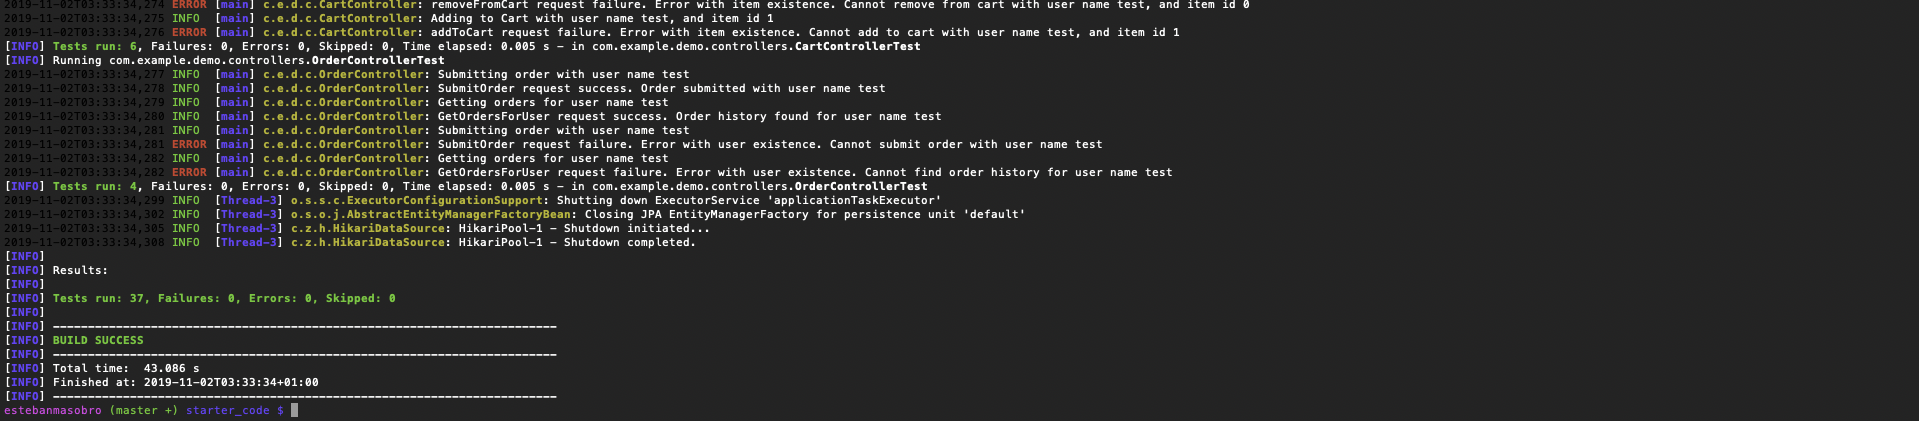 2019-11-02T03:33:34,274 ERROR [main] c.e.d.c.CartController: removeFromCart request failure. Error with item existence. Cannot remove from cart with user name test, and item id 0
2019-11-02T03:33:34,275 INFO  [main] c.e.d.c.CartController: Adding to Cart with user name test, and item id 1
2019-11-02T03:33:34,276 ERROR [main] c.e.d.c.CartController: addToCart request failure. Error with item existence. Cannot add to cart with user name test, and item id 1
[INFO] Tests run: 6, Failures: 0, Errors: 0, Skipped: 0, Time elapsed: 0.005 s - in com.example.demo.controllers.CartControllerTest
[INFO] Running com.example.demo.controllers.OrderControllerTest
2019-11-02T03:33:34,277 INFO  [main] c.e.d.c.OrderController: Submitting order with user name test
2019-11-02T03:33:34,278 INFO  [main] c.e.d.c.OrderController: SubmitOrder request success. Order submitted with user name test
2019-11-02T03:33:34,279 INFO  [main] c.e.d.c.OrderController: Getting orders for user name test
2019-11-02T03:33:34,280 INFO  [main] c.e.d.c.OrderController: GetOrdersForUser request success. Order history found for user name test
2019-11-02T03:33:34,281 INFO  [main] c.e.d.c.OrderController: Submitting order with user name test
2019-11-02T03:33:34,281 ERROR [main] c.e.d.c.OrderController: SubmitOrder request failure. Error with user existence. Cannot submit order with user name test
2019-11-02T03:33:34,282 INFO  [main] c.e.d.c.OrderController: Getting orders for user name test
2019-11-02T03:33:34,282 ERROR [main] c.e.d.c.OrderController: GetOrdersForUser request failure. Error with user existence. Cannot find order history for user name test
[INFO] Tests run: 4, Failures: 0, Errors: 0, Skipped: 0, Time elapsed: 0.005 s - in com.example.demo.controllers.OrderControllerTest
2019-11-02T03:33:34,299 INFO  [Thread-3] o.s.s.c.ExecutorConfigurationSupport: Shutting down ExecutorService 'applicationTaskExecutor'
2019-11-02T03:33:34,302 INFO  [Thread-3] o.s.o.j.AbstractEntityManagerFactoryBean: Closing JPA EntityManagerFactory for persistence unit 'default'
2019-11-02T03:33:34,305 INFO  [Thread-3] c.z.h.HikariDataSource: HikariPool-1 - Shutdown initiated...
2019-11-02T03:33:34,308 INFO  [Thread-3] c.z.h.HikariDataSource: HikariPool-1 - Shutdown completed.
[INFO]
[INFO] Results:
[INFO]
[INFO] Tests run: 37, Failures: 0, Errors: 0, Skipped: 0
[INFO]
[INFO] ------------------------------------------------------------------------
[INFO] BUILD SUCCESS
[INFO] ------------------------------------------------------------------------
[INFO] Total time:  43.086 s
[INFO] Finished at: 2019-11-02T03:33:34+01:00
[INFO] ------------------------------------------------------------------------
estebanmasobro (master +) starter_code $